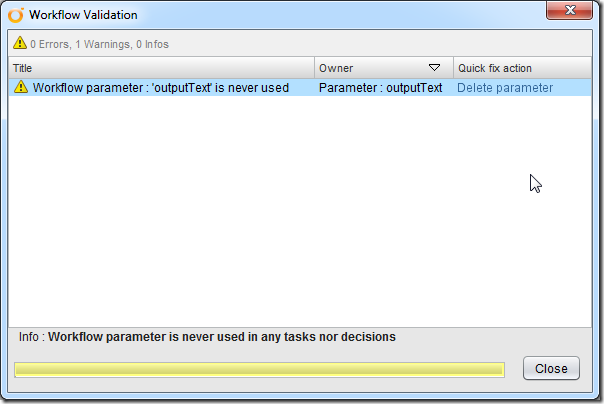 Workflow Validation
0 Errors, 1 Warnings, 0 Infos
Title Owner Quick fix action
Workflow parameter : 'outputText' is never used Parameter : outputText Delete parameter
Info : Workflow parameter is never used in any tasks nor decisions
Close